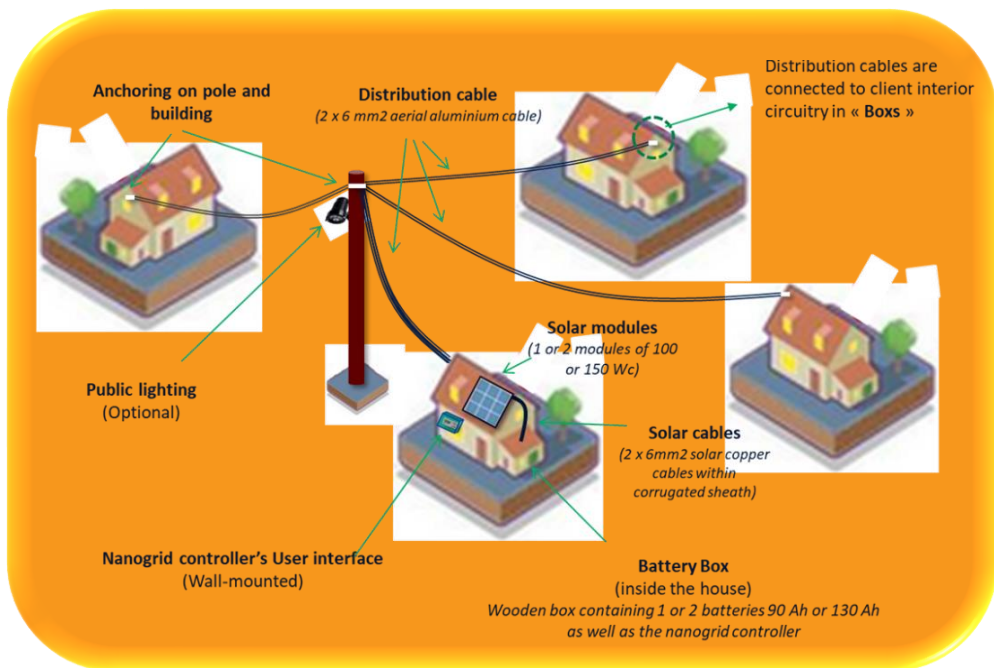 Anchoring on pole and
building
Distribution cable
(2 x 6 mm2 aerial aluminium cable)
Distribution cables are
connected to client interior
circuitry in « Boxs »
Public lighting
(Optional)
Solar modules
(1 or 2 modules of 100
or 150 Wc)
Solar cables
(2 x 6mm2 solar copper
cables within
corrugated sheath)
Nanogrid controller's User interface
(Wall-mounted)
Battery Box
(inside the house)
Wooden box containing 1 or 2 batteries 90 Ah or 130 Ah
as well as the nanogrid controller